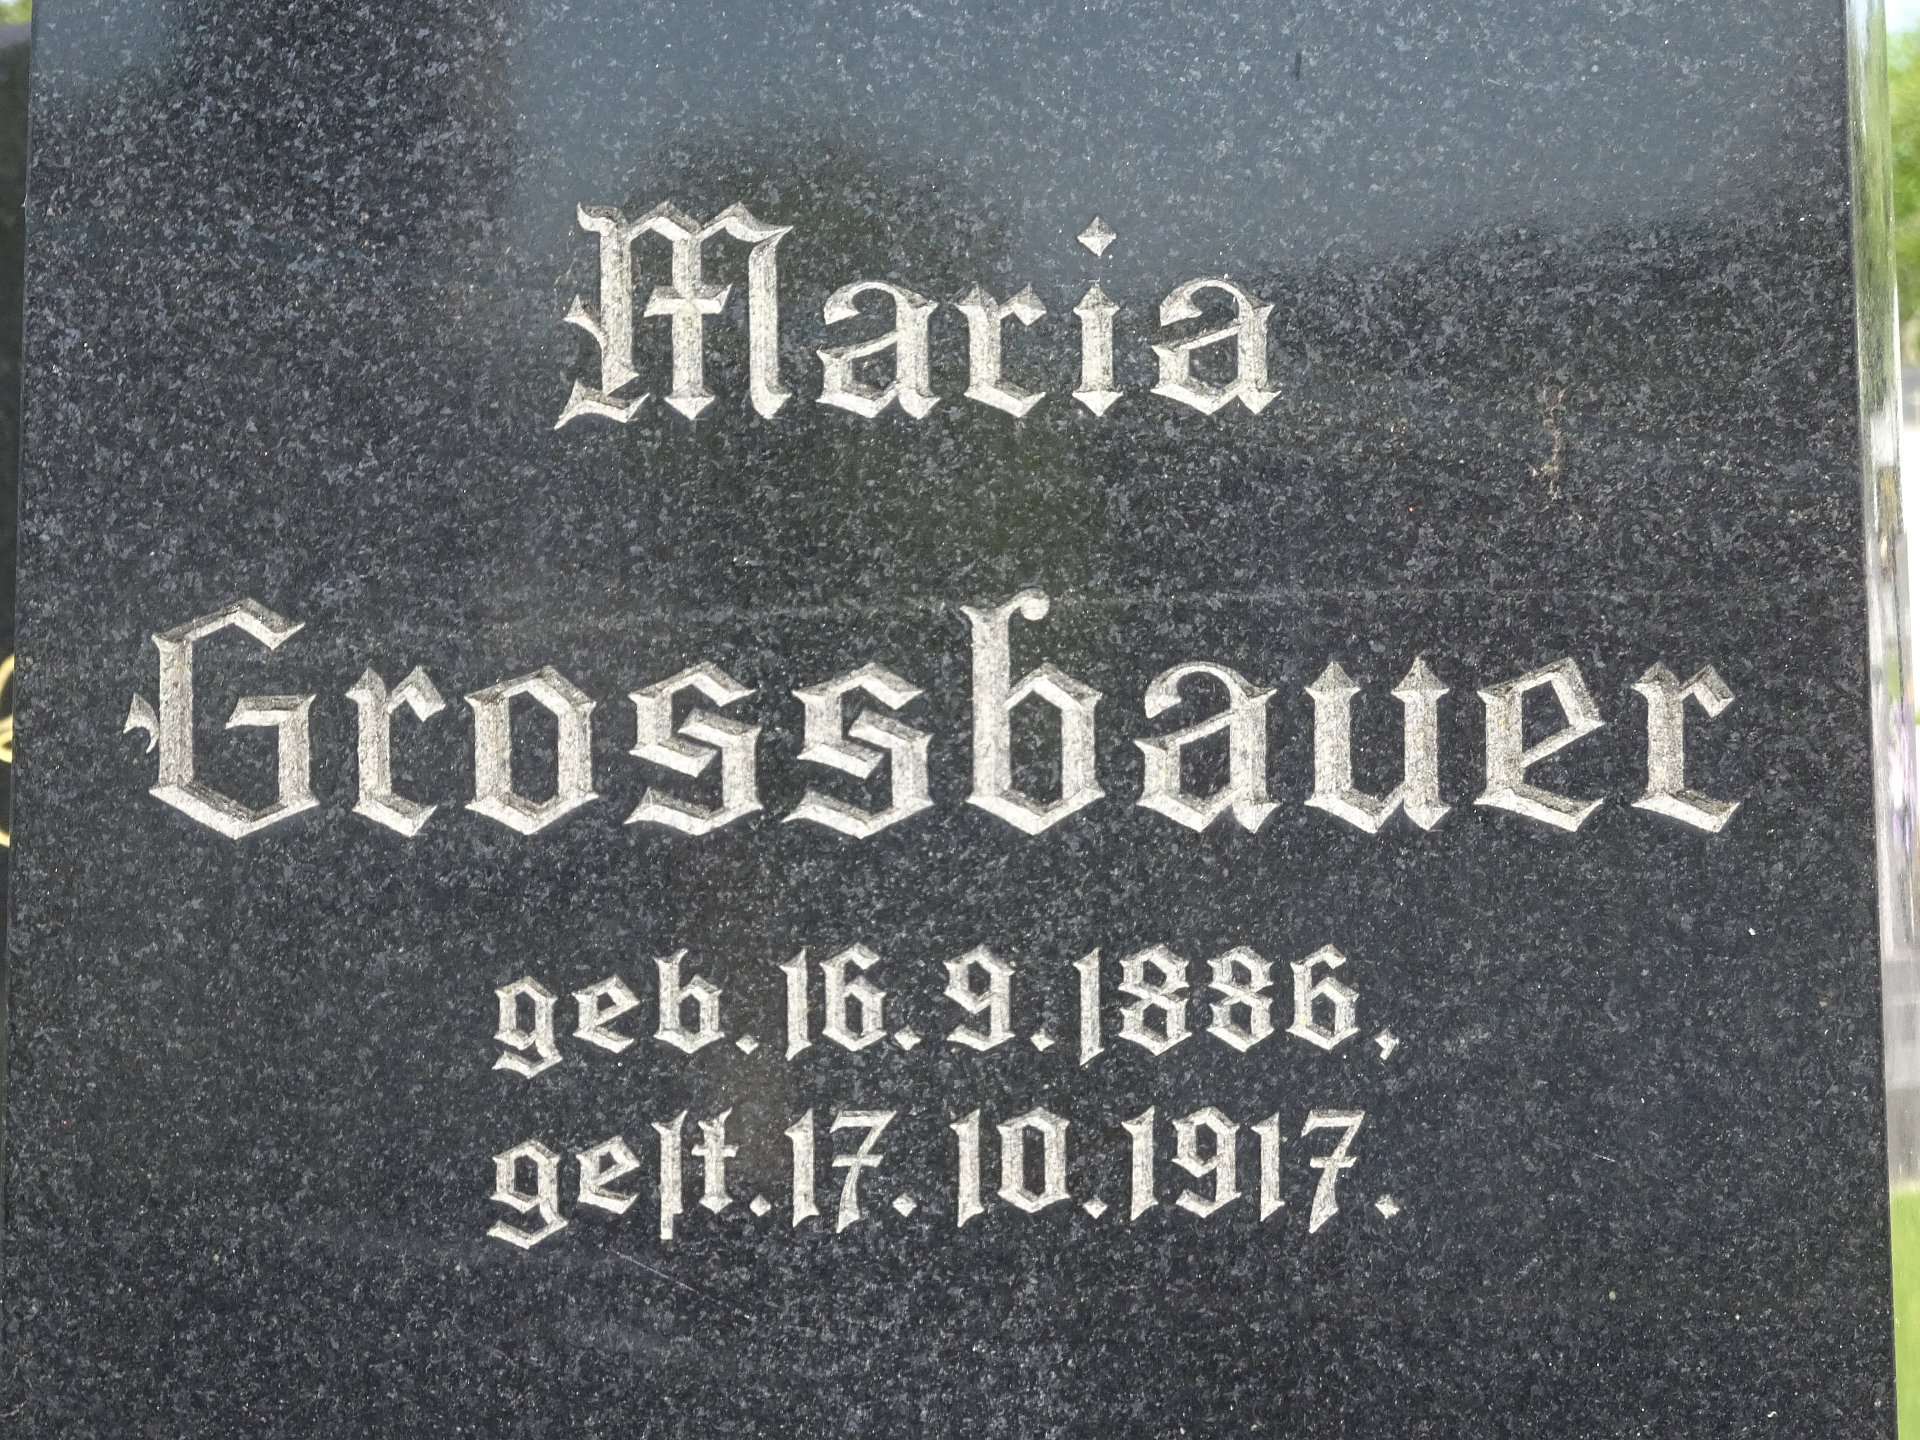 Maria
Grossbauer
geb. 16. 9. 1886,
geſt. 17. 10. 1917.